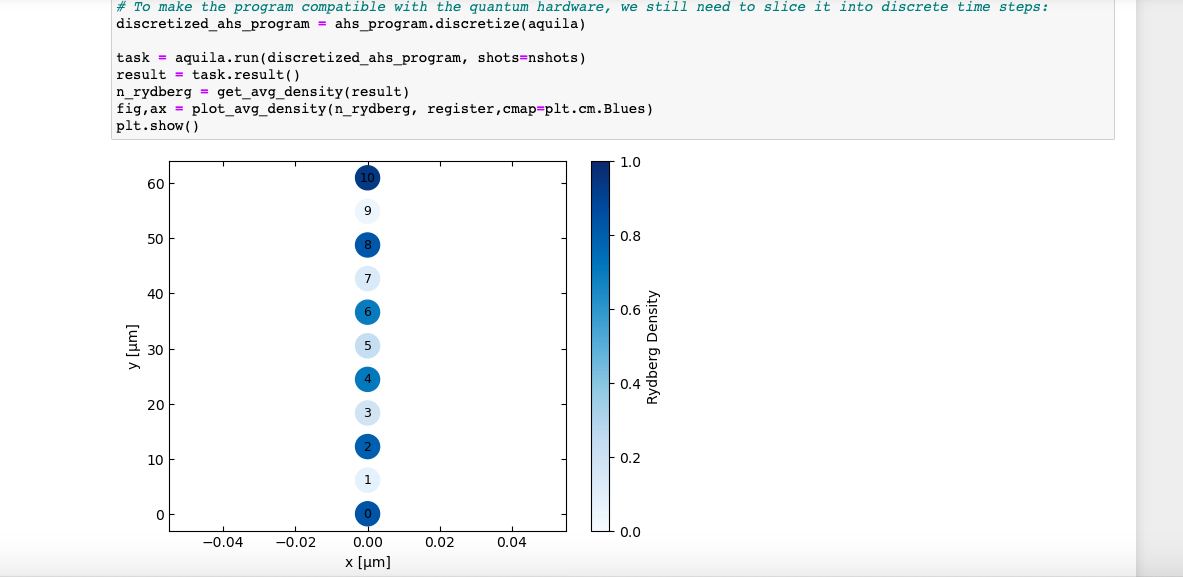 # To make the program compatible with the quantum hardware, we still need to slice it into discrete time steps:
discretized_ahs_program = ahs_program.discretize(aquila)
task = aquila.run(discretized_ahs_program, shots=nshots)
result = task.result()
n_rydberg = get_avg_density(result)
fig,ax = plot_avg_density(n_rydberg, register,cmap=plt.cm.Blues)
plt.show()
60
50
40
30
20
10
0
y [μm]
10
9
8
7
6
5
4
3
2
1
0
−0.04 −0.02 0.00 0.02 0.04
x [μm]
1.0
0.8
0.6
0.4
0.2
0.0
Rydberg Density